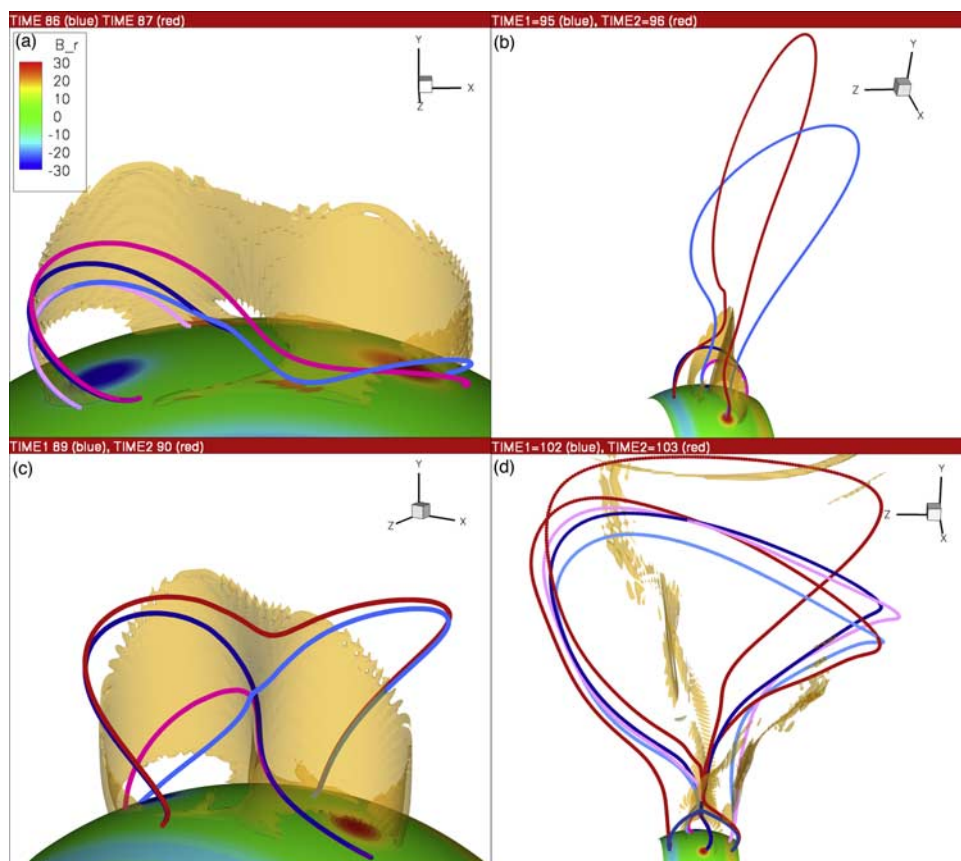 TIME 86 (blue) TIME 87 (red)
(a)
B_r
30
20
10
0
-10
-20
-30
Y
X
Z
TIME1=95 (blue), TIME2=96 (red)
(b)
Y
Z
X
TIME1 89 (blue), TIME2 90 (red)
(c)
Y
Z
X
TIME1=102 (blue), TIME2=103 (red)
(d)
Y
Z
X